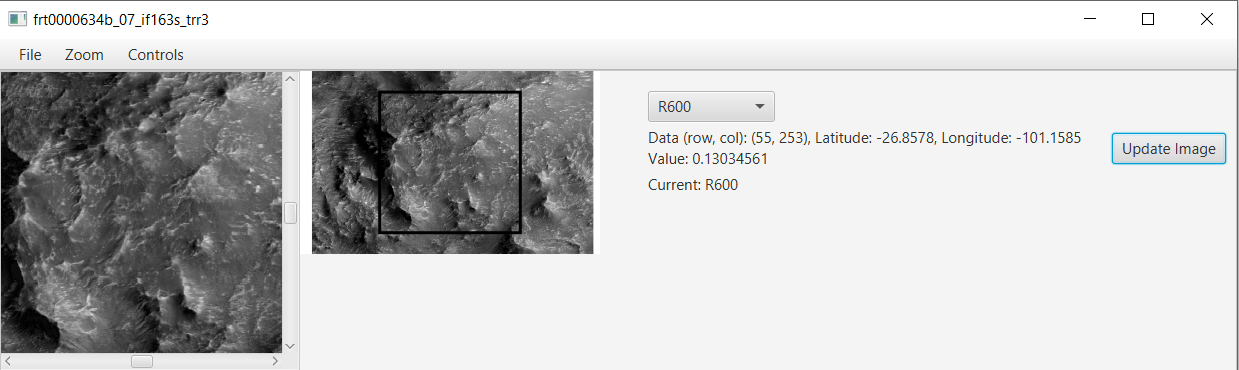 frt0000634b_07_if163s_trr3
File Zoom Controls
R600
Data (row, col): (55, 253), Latitude: -26.8578, Longitude: -101.1585
Value: 0.13034561
Update Image
Current: R600